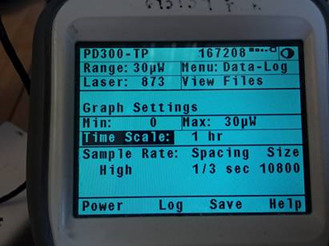 PD300-TP 167208
Range: 30µW Menu: Data-Log
Laser: 873 View Files
Graph Settings
Min: 0 Max: 30µW
Time Scale: 1 hr
Sample Rate: Spacing Size
High 1/3 sec 10800
Power Log Save Help